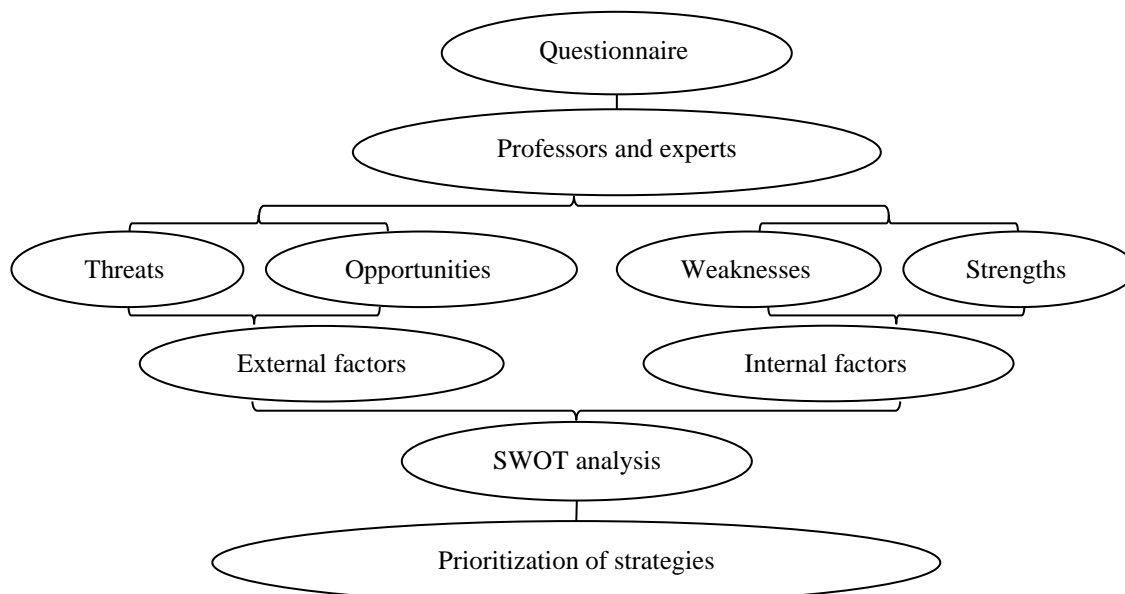 Questionnaire
Professors and experts
Threats
Opportunities
Weaknesses
Strengths
External factors
Internal factors
SWOT analysis
Prioritization of strategies